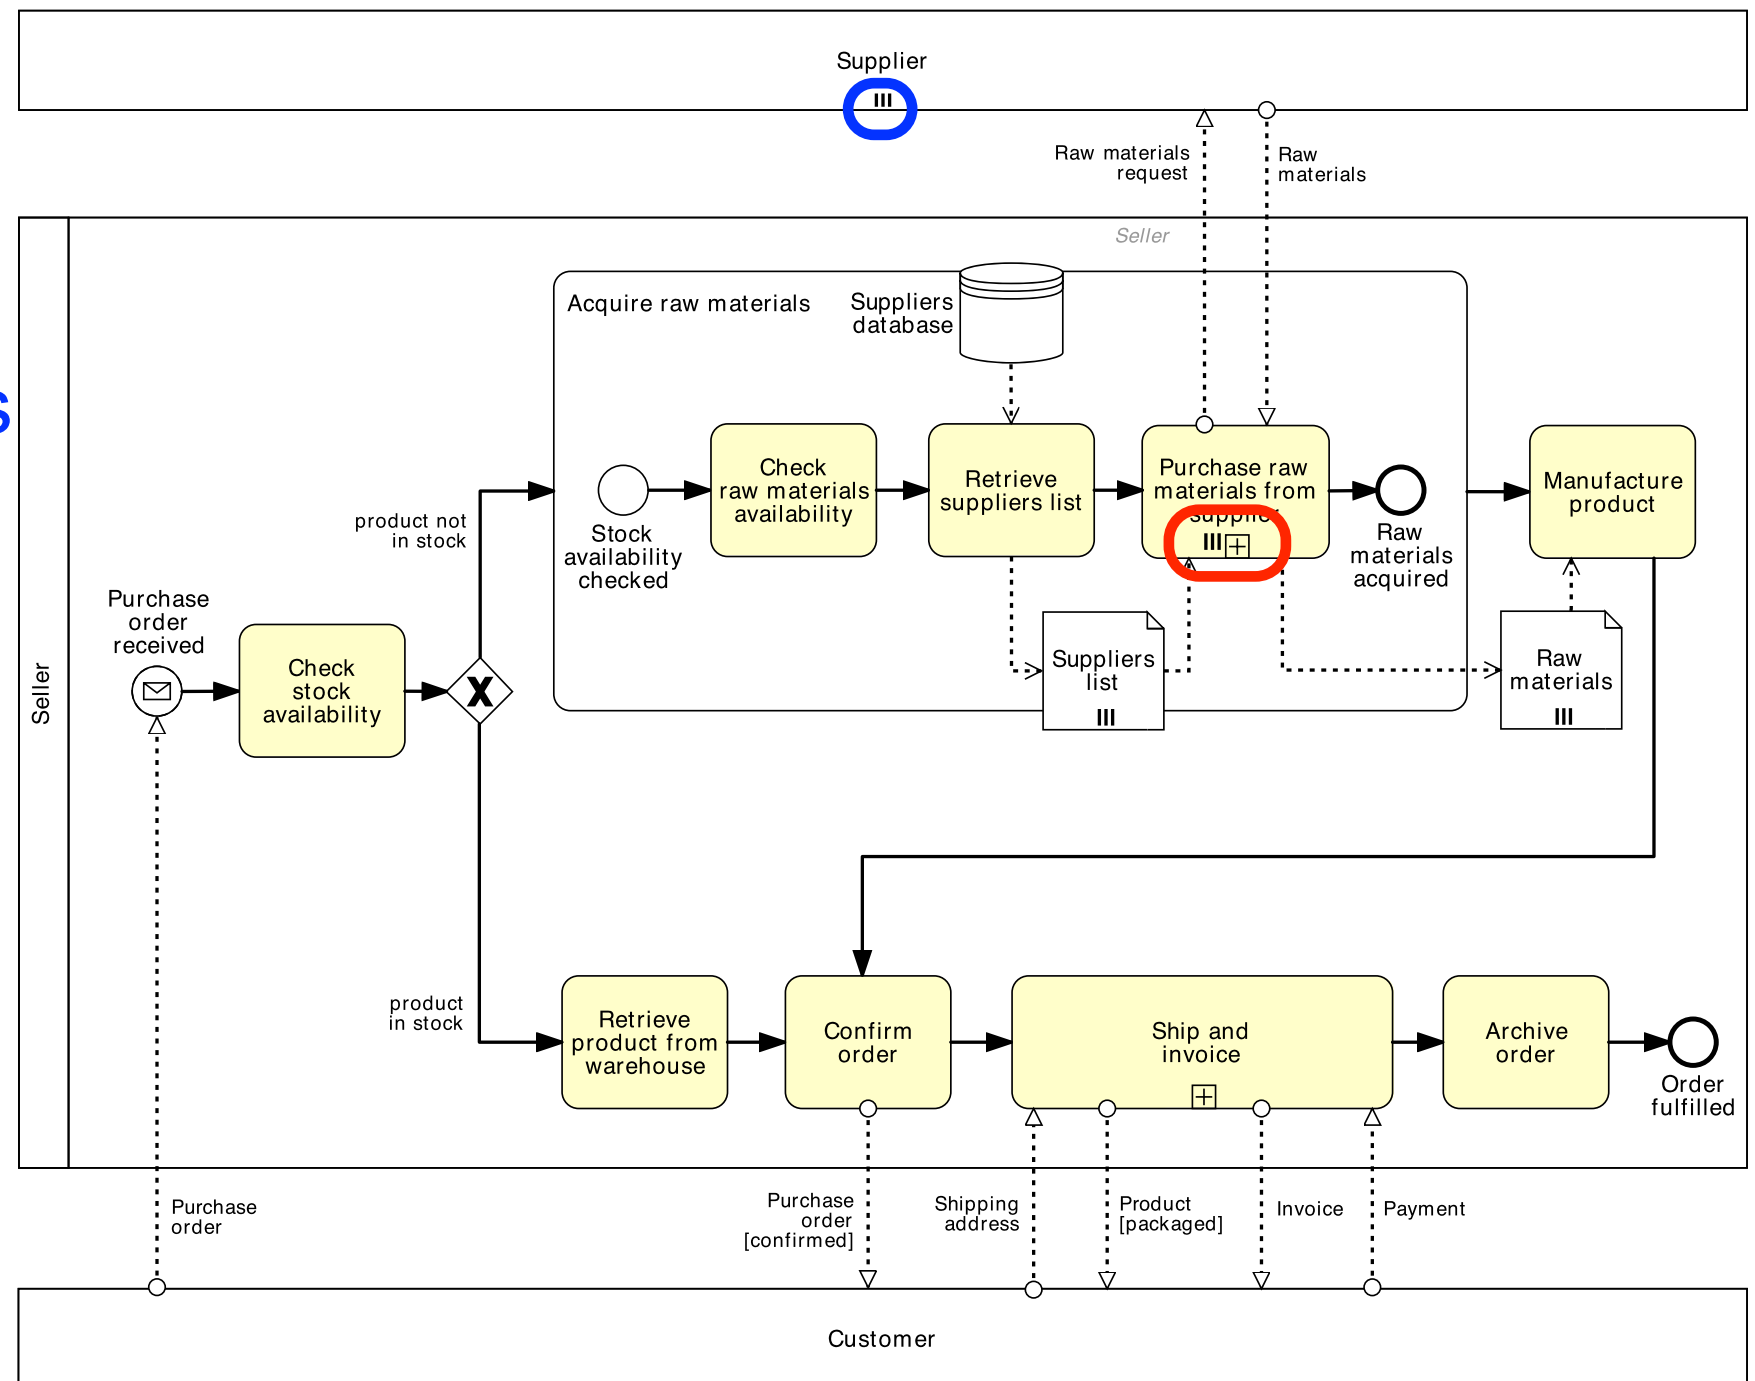 Supplier
Raw materials
request
Raw
materials
Seller
Acquire raw materials
Suppliers
database
Check
raw materials
availability
Retrieve
suppliers list
Purchase raw
materials from
supplier
Manufacture
product
product not
in stock
Stock
availability
checked
Raw
materials
acquired
Purchase
order
received
Check
stock
availability
X
Suppliers
list
Raw
materials
Seller
product
in stock
Retrieve
product from
warehouse
Confirm
order
Ship and
invoice
Archive
order
Order
fulfilled
Purchase
order
Purchase
order
[confirmed]
Shipping
address
Product
[packaged]
Invoice
Payment
Customer
s